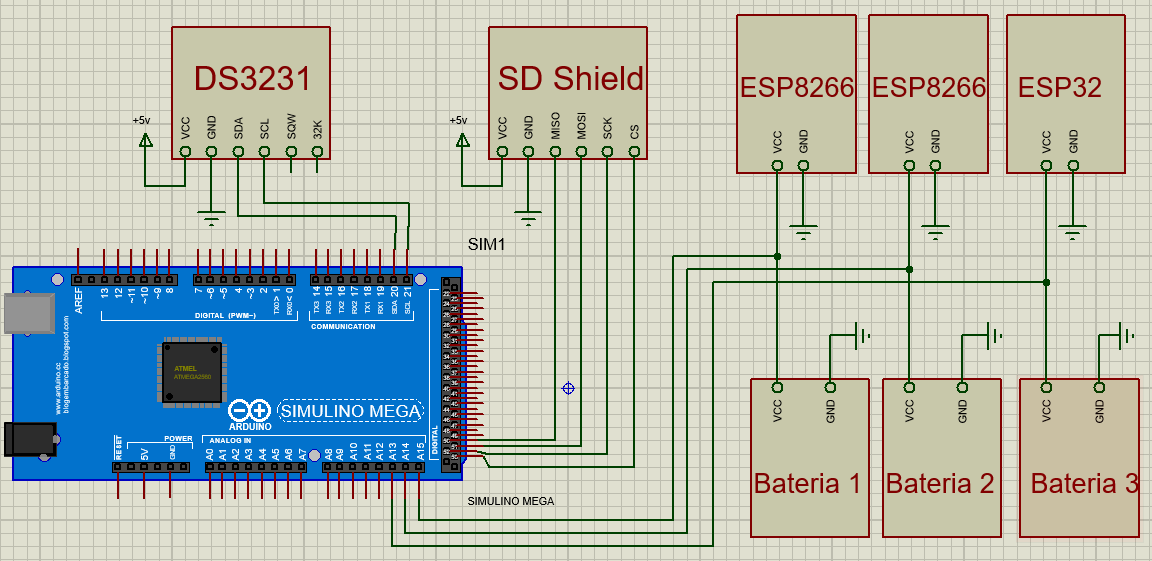 DS3231
VCC
GND
SDA
SCL
SQW
32K
+5v
SD Shield
VCC
GND
MISO
MOSI
SCK
CS
+5v
ESP8266
VCC
GND
ESP8266
VCC
GND
ESP32
VCC
GND
SIM1
AREF
13
12
~11
~10
~9
8
7
~6
~5
4
~3
2
TX0> 1
RX0< 0
DIGITAL (PWM~)
TX3 14
RX3 15
TX2 16
RX2 17
TX1 18
RX1 19
SDA 20
SCL 21
COMMUNICATION
www.arduino.cc
blogembarcado.blogspot.com
ATMEL
ATMEGA2560
ARDUINO
SIMULINO MEGA
DIGITAL
RESET
5V
GND
POWER
ANALOG IN
A0
A1
A2
A3
A4
A5
A6
A7
A8
A9
A10
A11
A12
A13
A14
A15
SIMULINO MEGA
VCC
GND
Bateria 1
VCC
GND
Bateria 2
VCC
GND
Bateria 3